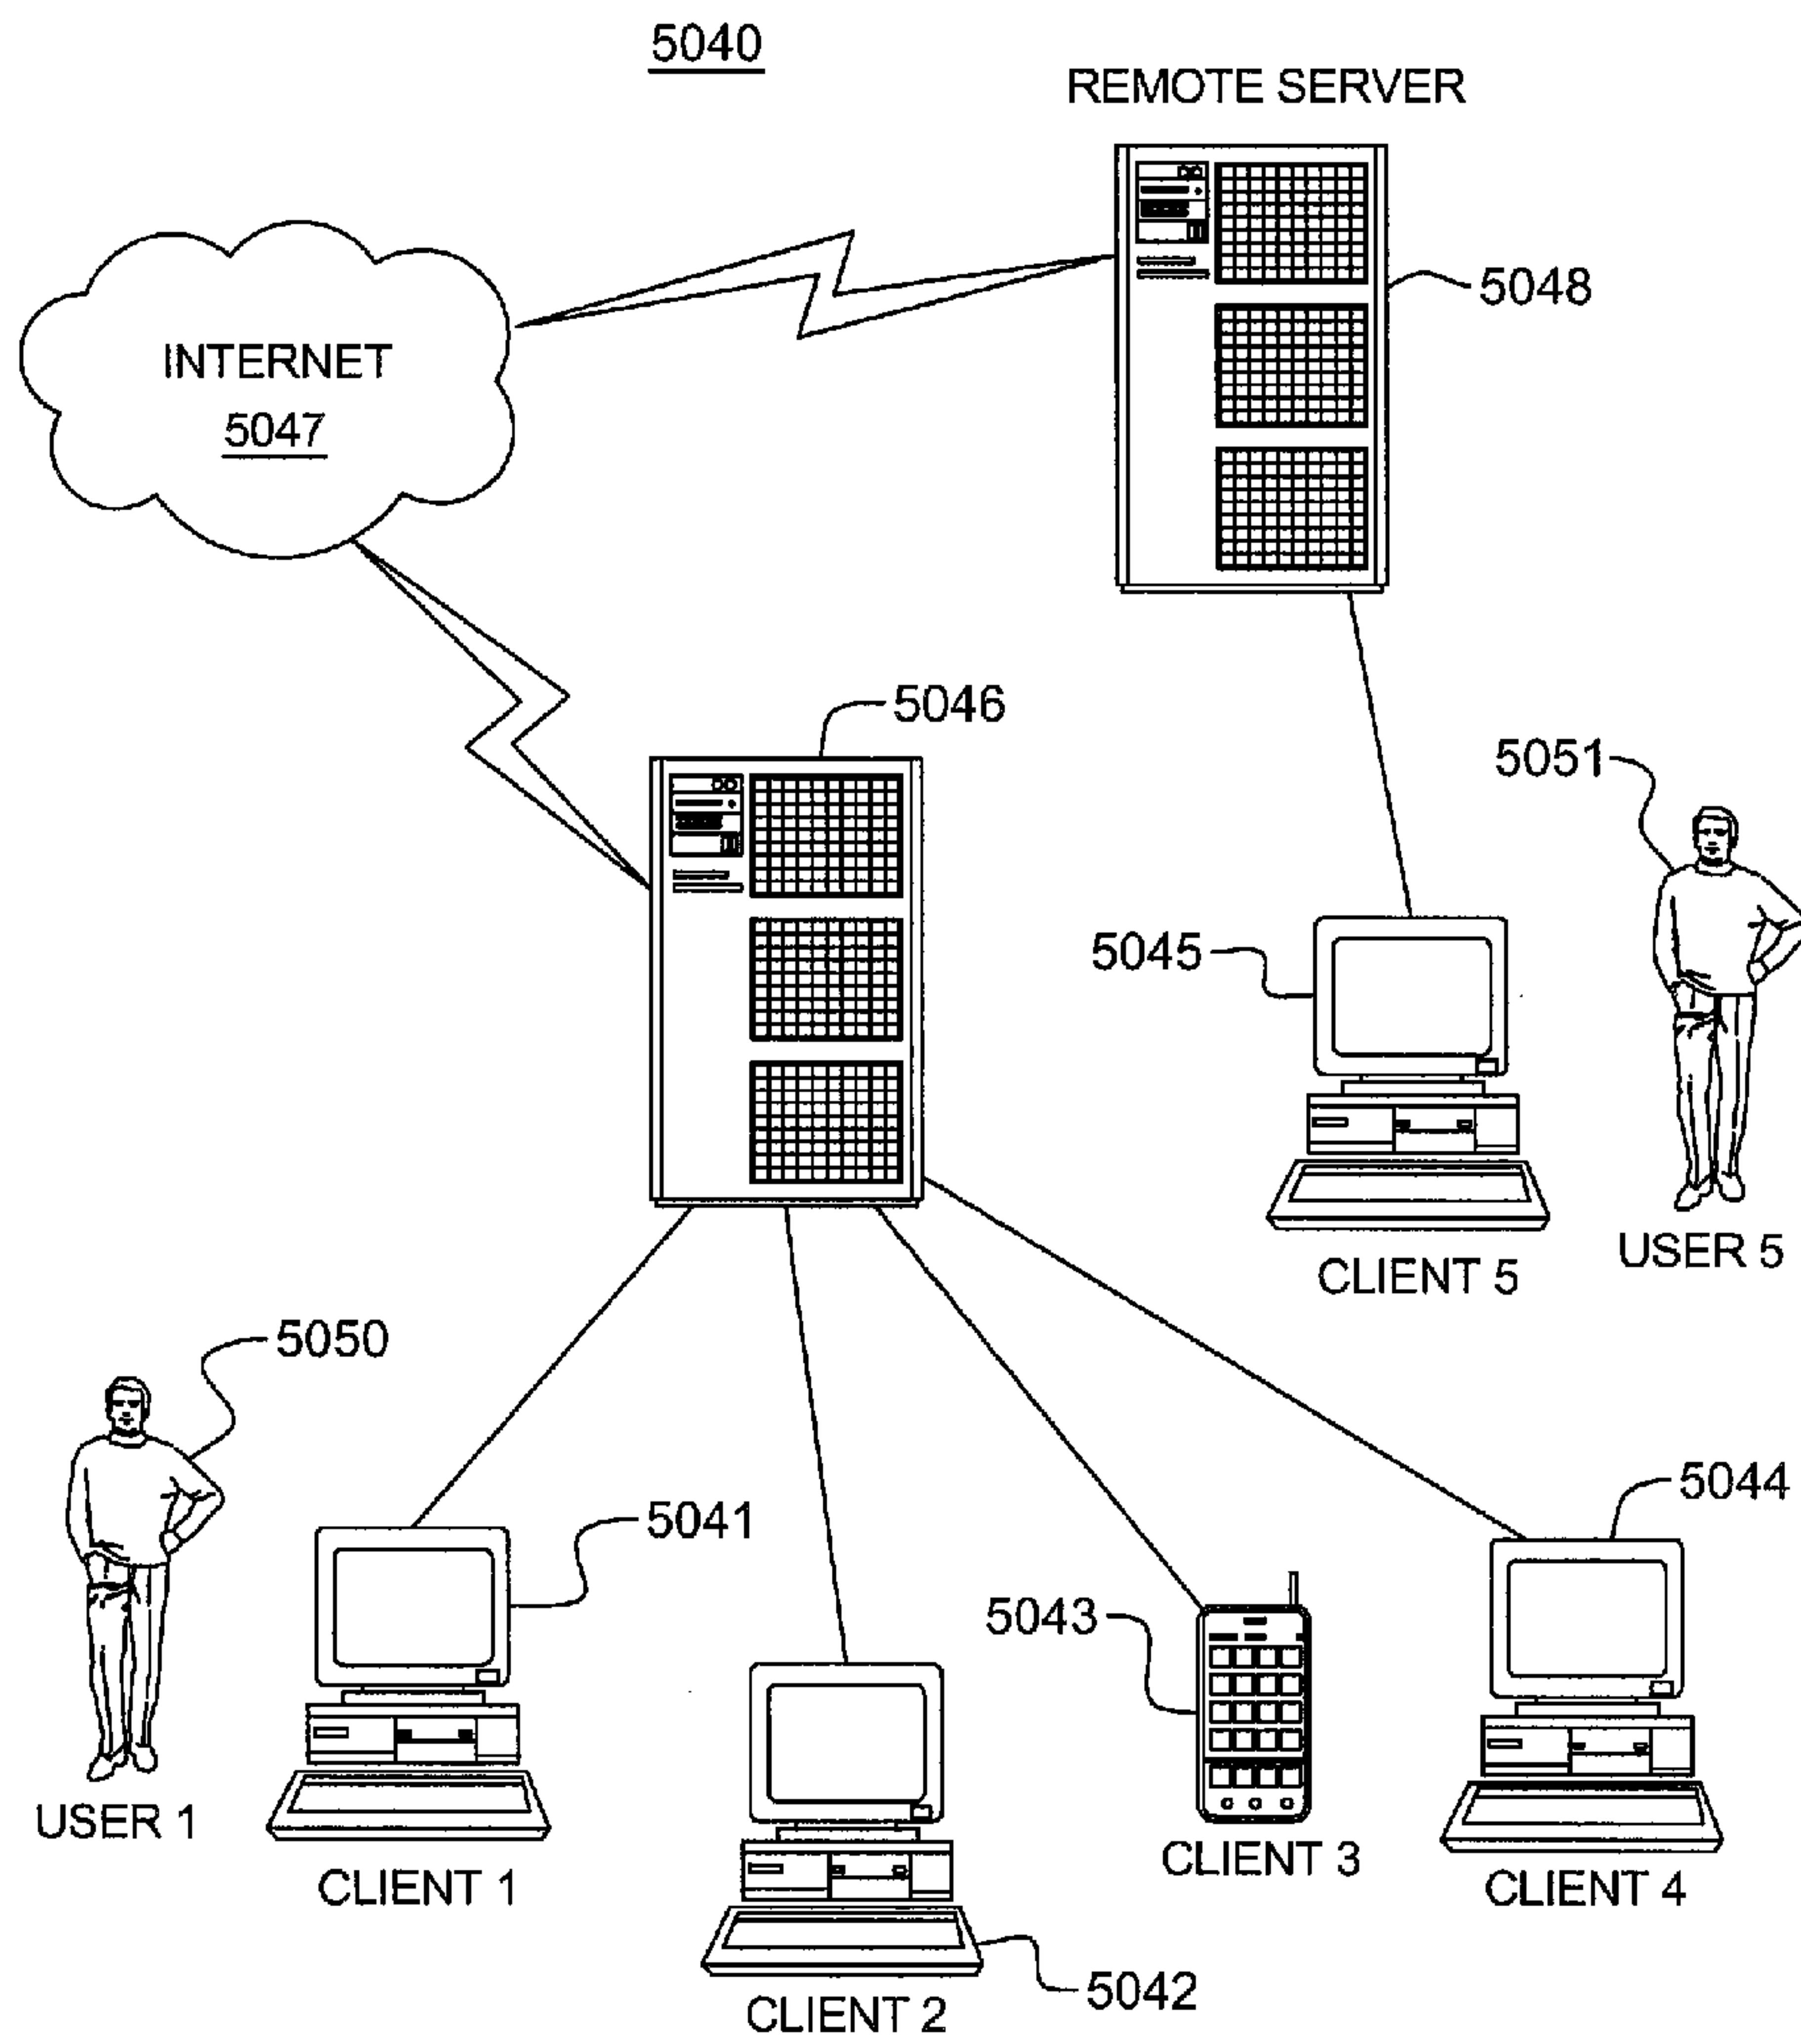 5040
REMOTE SERVER
5048
INTERNET
5047
5046
5051
5045
USER 5
CLIENT 5
5050
5044
5041
5043
USER 1
CLIENT 3
CLIENT 1
CLIENT 4
5042
CLIENT 2